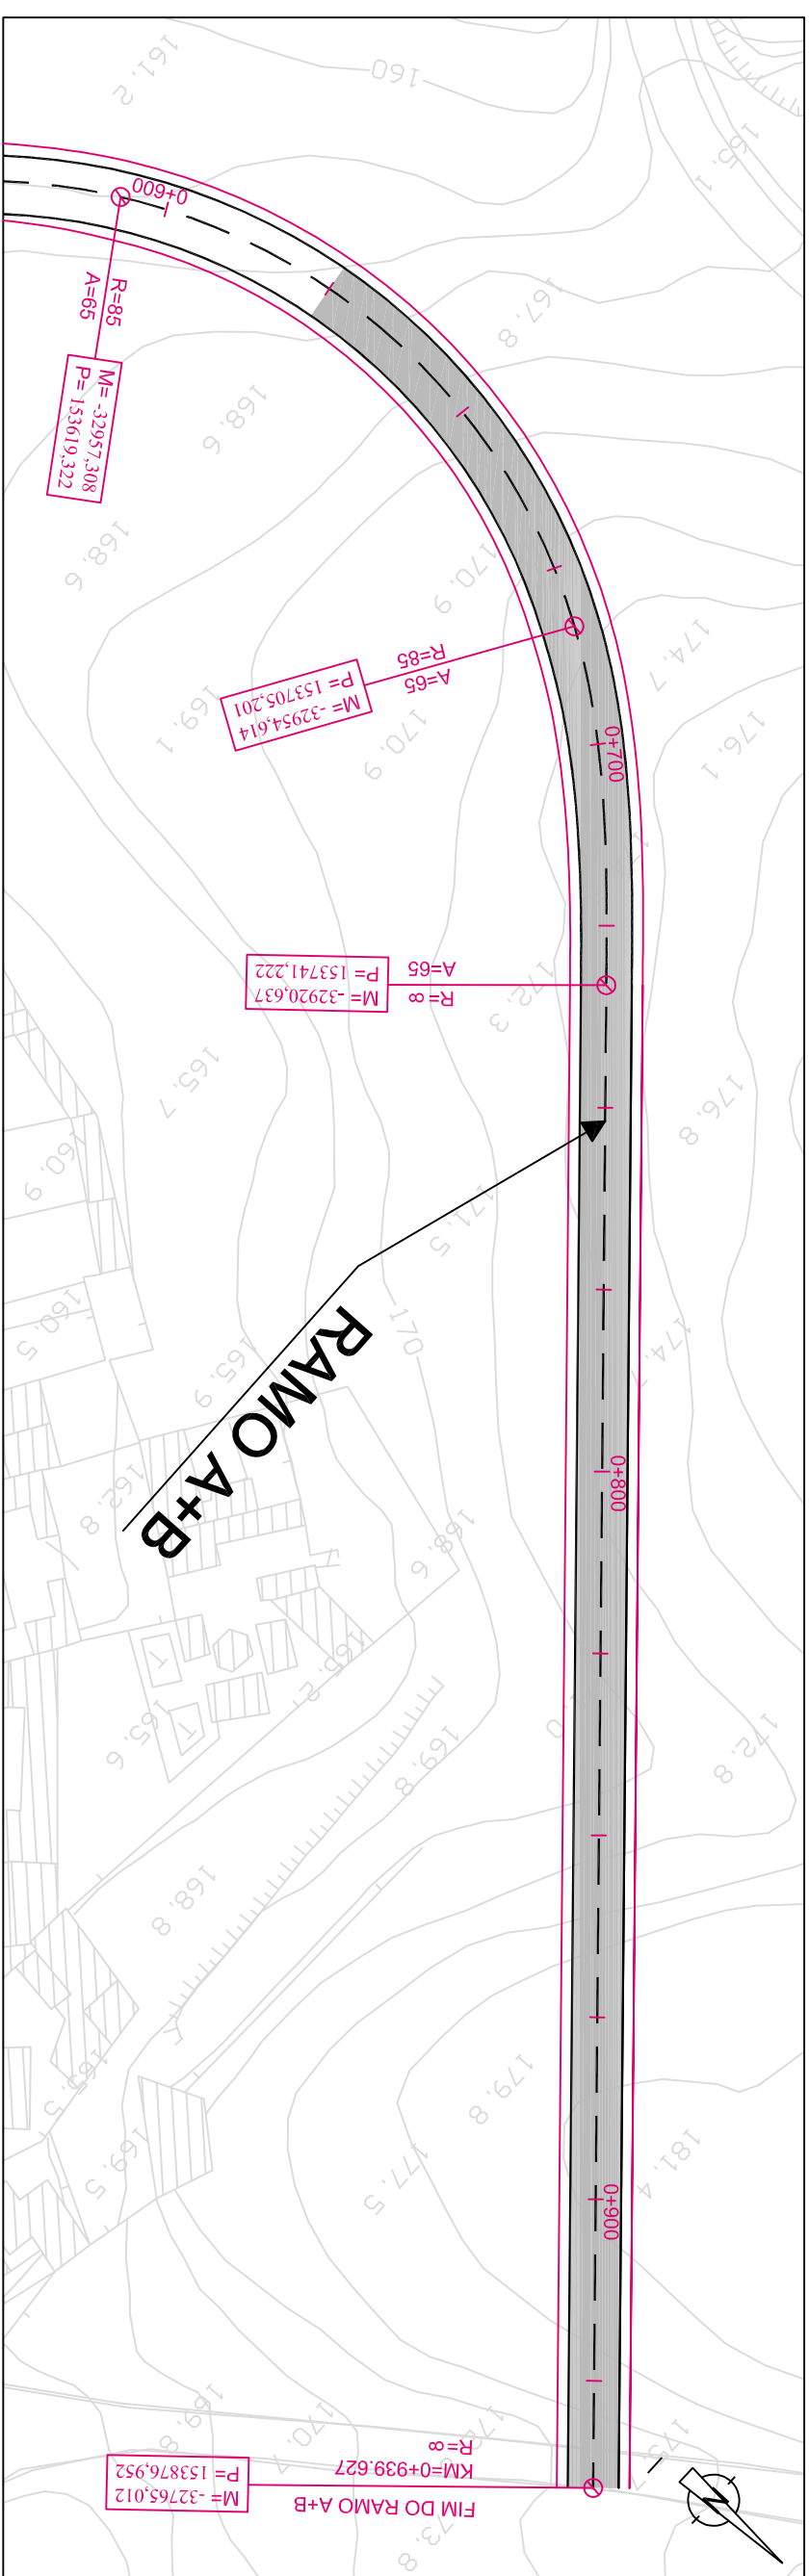 161,2
160
165,1
0+600
R=85
A=65
M= -32957,308
P= 153619,322
167,8
168,6
168,6
170,9
R=85
A=65
P= 153705,201
M= -32954,614
174,7
169,1
170,9
176,1
0+700
A=65
R=∞
P= 153741,222
M= -32920,637
172,3
165,7
176,8
160,9
171,5
160,5
170
174,7
163,9
RAMO A+B
0+800
162,8
168,6
165,6
169,8
172,8
168,8
179,8
177,5
181,4
169,5
0+900
169,8
170,7
R=∞
KM=0+939.627
FIM DO RAMO A+B
P= 153876,952
M= -32765,012
173,8
N